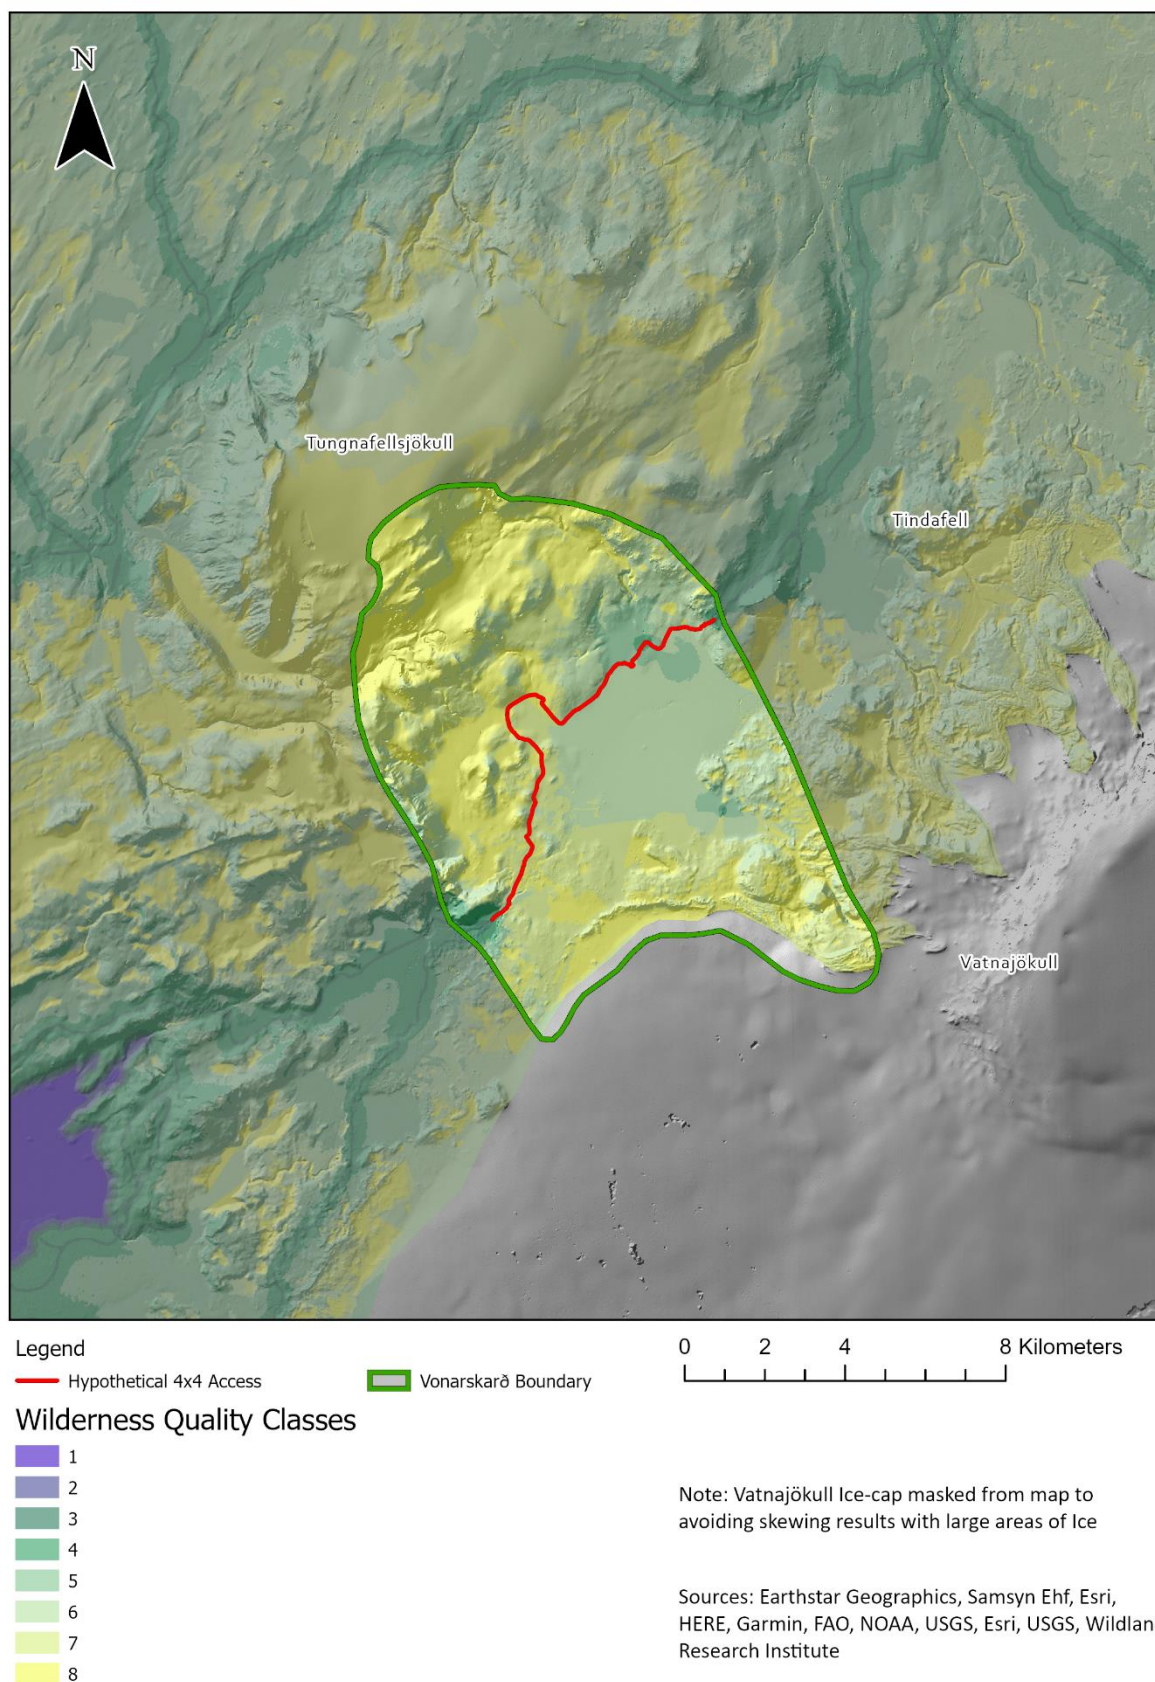 N
Tungnafellsjökull
Tindafell
Vatnajökull
Legend
Hypothetical 4x4 Access
Vonarskarð Boundary
0 2 4 8 Kilometers
Wilderness Quality Classes
1
2
3
4
5
6
7
8
Note: Vatnajökull Ice-cap masked from map to
avoiding skewing results with large areas of Ice
Sources: Earthstar Geographics, Samsyn Ehf, Esri,
HERE, Garmin, FAO, NOAA, USGS, Esri, USGS, Wildlan
Research Institute